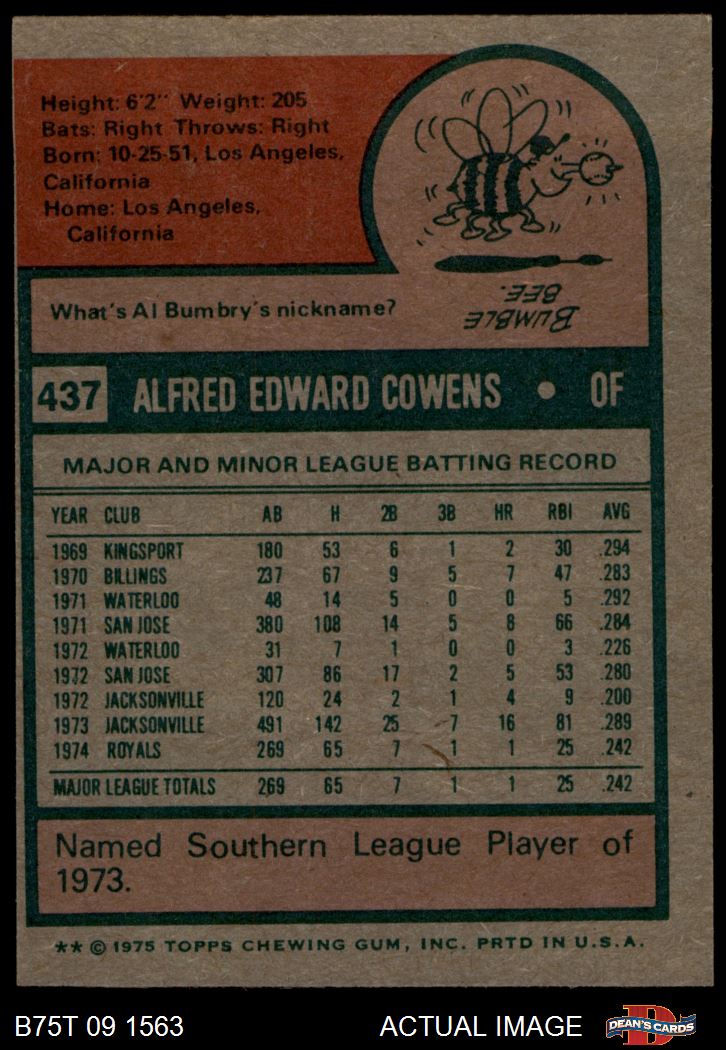 Height: 6'2" Weight: 205
Bats: Right Throws: Right
Born: 10-25-51, Los Angeles,
California
Home: Los Angeles,
California
What's Al Bumbry's nickname?
BUMBLE
BEE.
437 ALFRED EDWARD COWENS • OF
MAJOR AND MINOR LEAGUE BATTING RECORD
YEAR CLUB AB H 2B 3B HR RBI AVG
1969 KINGSPORT 180 53 6 1 2 30 .294
1970 BILLINGS 237 67 9 5 7 47 .283
1971 WATERLOO 48 14 5 0 0 5 .292
1971 SAN JOSE 380 108 14 5 8 66 .284
1972 WATERLOO 31 7 1 0 0 3 .226
1972 SAN JOSE 307 86 17 2 5 53 .280
1972 JACKSONVILLE 120 24 2 1 4 9 .200
1973 JACKSONVILLE 491 142 25 7 16 81 .289
1974 ROYALS 269 65 7 1 1 25 .242
MAJOR LEAGUE TOTALS 269 65 7 1 1 25 .242
Named Southern League Player of
1973.
** © 1975 TOPPS CHEWING GUM, INC. PRTD IN U.S.A.
B75T 09 1563 ACTUAL IMAGE D DEAN'S CARDS